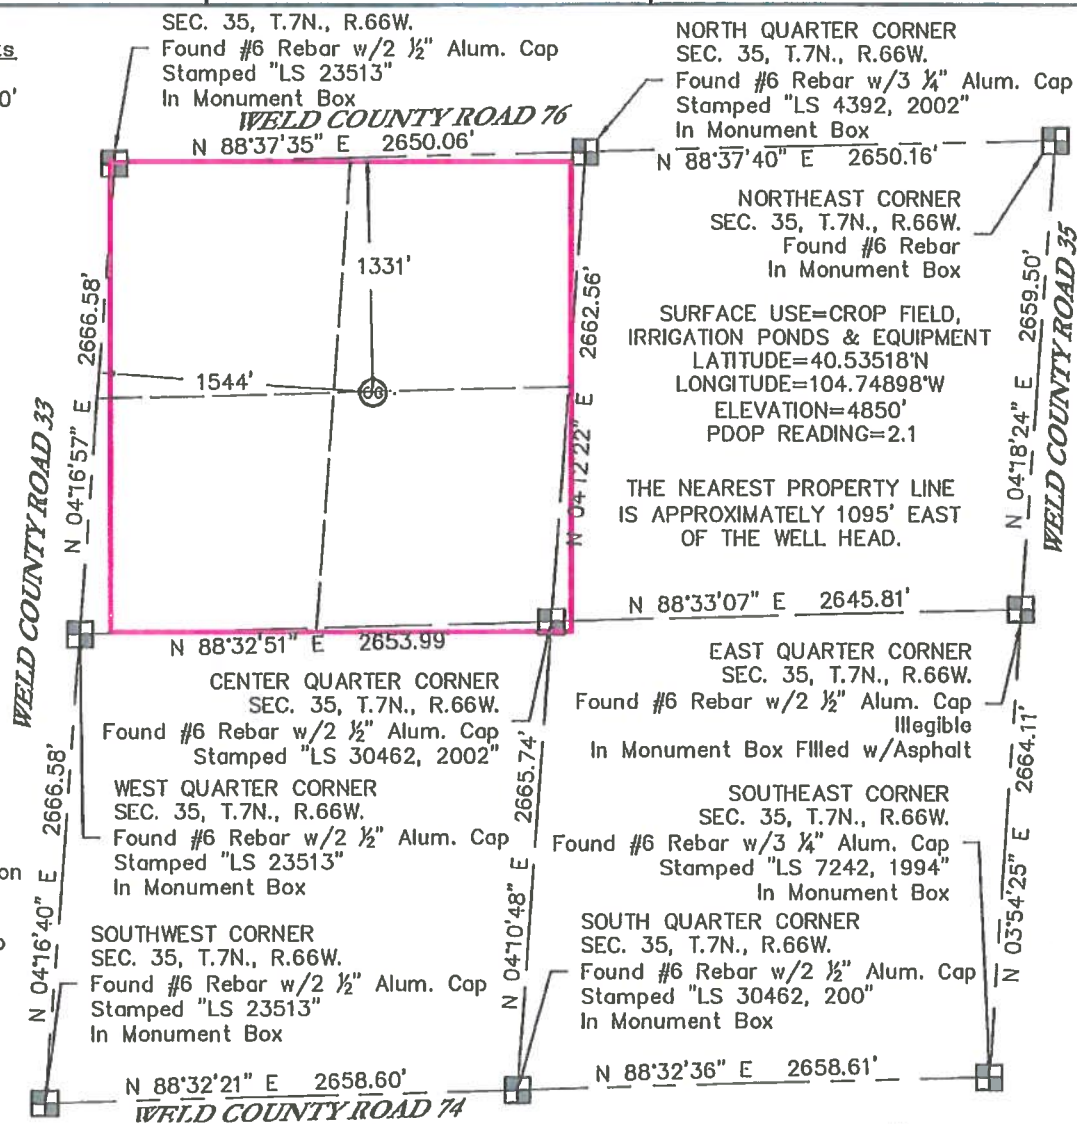 SEC. 35, T.7N., R.66W.
Found #6 Rebar w/2 ½" Alum. Cap
Stamped "LS 23513"
In Monument Box
WELD COUNTY ROAD 76
N 88°37'35" E 2650.06'
NORTH QUARTER CORNER
SEC. 35, T.7N., R.66W.
Found #6 Rebar w/3 ¼" Alum. Cap
Stamped "LS 4392, 2002"
In Monument Box
N 88°37'40" E 2650.16'
NORTHEAST CORNER
SEC. 35, T.7N., R.66W.
Found #6 Rebar
In Monument Box
1331'
1544'
N 04°16'57" E 2666.58'
WELD COUNTY ROAD 33
N 04°12'22" E 2662.56'
SURFACE USE=CROP FIELD,
IRRIGATION PONDS & EQUIPMENT
LATITUDE=40.53518°N
LONGITUDE=104.74898°W
ELEVATION=4850'
PDOP READING=2.1
THE NEAREST PROPERTY LINE
IS APPROXIMATELY 1095' EAST
OF THE WELL HEAD.
N 04°18'24" E 2659.50'
WELD COUNTY ROAD 35
N 88°32'51" E 2653.99
N 88°33'07" E 2645.81'
CENTER QUARTER CORNER
SEC. 35, T.7N., R.66W.
Found #6 Rebar w/2 ½" Alum. Cap
Stamped "LS 30462, 2002"
EAST QUARTER CORNER
SEC. 35, T.7N., R.66W.
Found #6 Rebar w/2 ½" Alum. Cap
Illegible
In Monument Box Filled w/Asphalt
WEST QUARTER CORNER
SEC. 35, T.7N., R.66W.
Found #6 Rebar w/2 ½" Alum. Cap
Stamped "LS 23513"
In Monument Box
SOUTHEAST CORNER
SEC. 35, T.7N., R.66W.
Found #6 Rebar w/3 ¼" Alum. Cap
Stamped "LS 7242, 1994"
In Monument Box
N 04°16'40" E 2666.58'
N 04°10'48" E 2665.74'
N 03°54'25" E 2664.11'
SOUTHWEST CORNER
SEC. 35, T.7N., R.66W.
Found #6 Rebar w/2 ½" Alum. Cap
Stamped "LS 23513"
In Monument Box
SOUTH QUARTER CORNER
SEC. 35, T.7N., R.66W.
Found #6 Rebar w/2 ½" Alum. Cap
Stamped "LS 30462, 200"
In Monument Box
N 88°32'21" E 2658.60'
WELD COUNTY ROAD 74
N 88°32'36" E 2658.61'